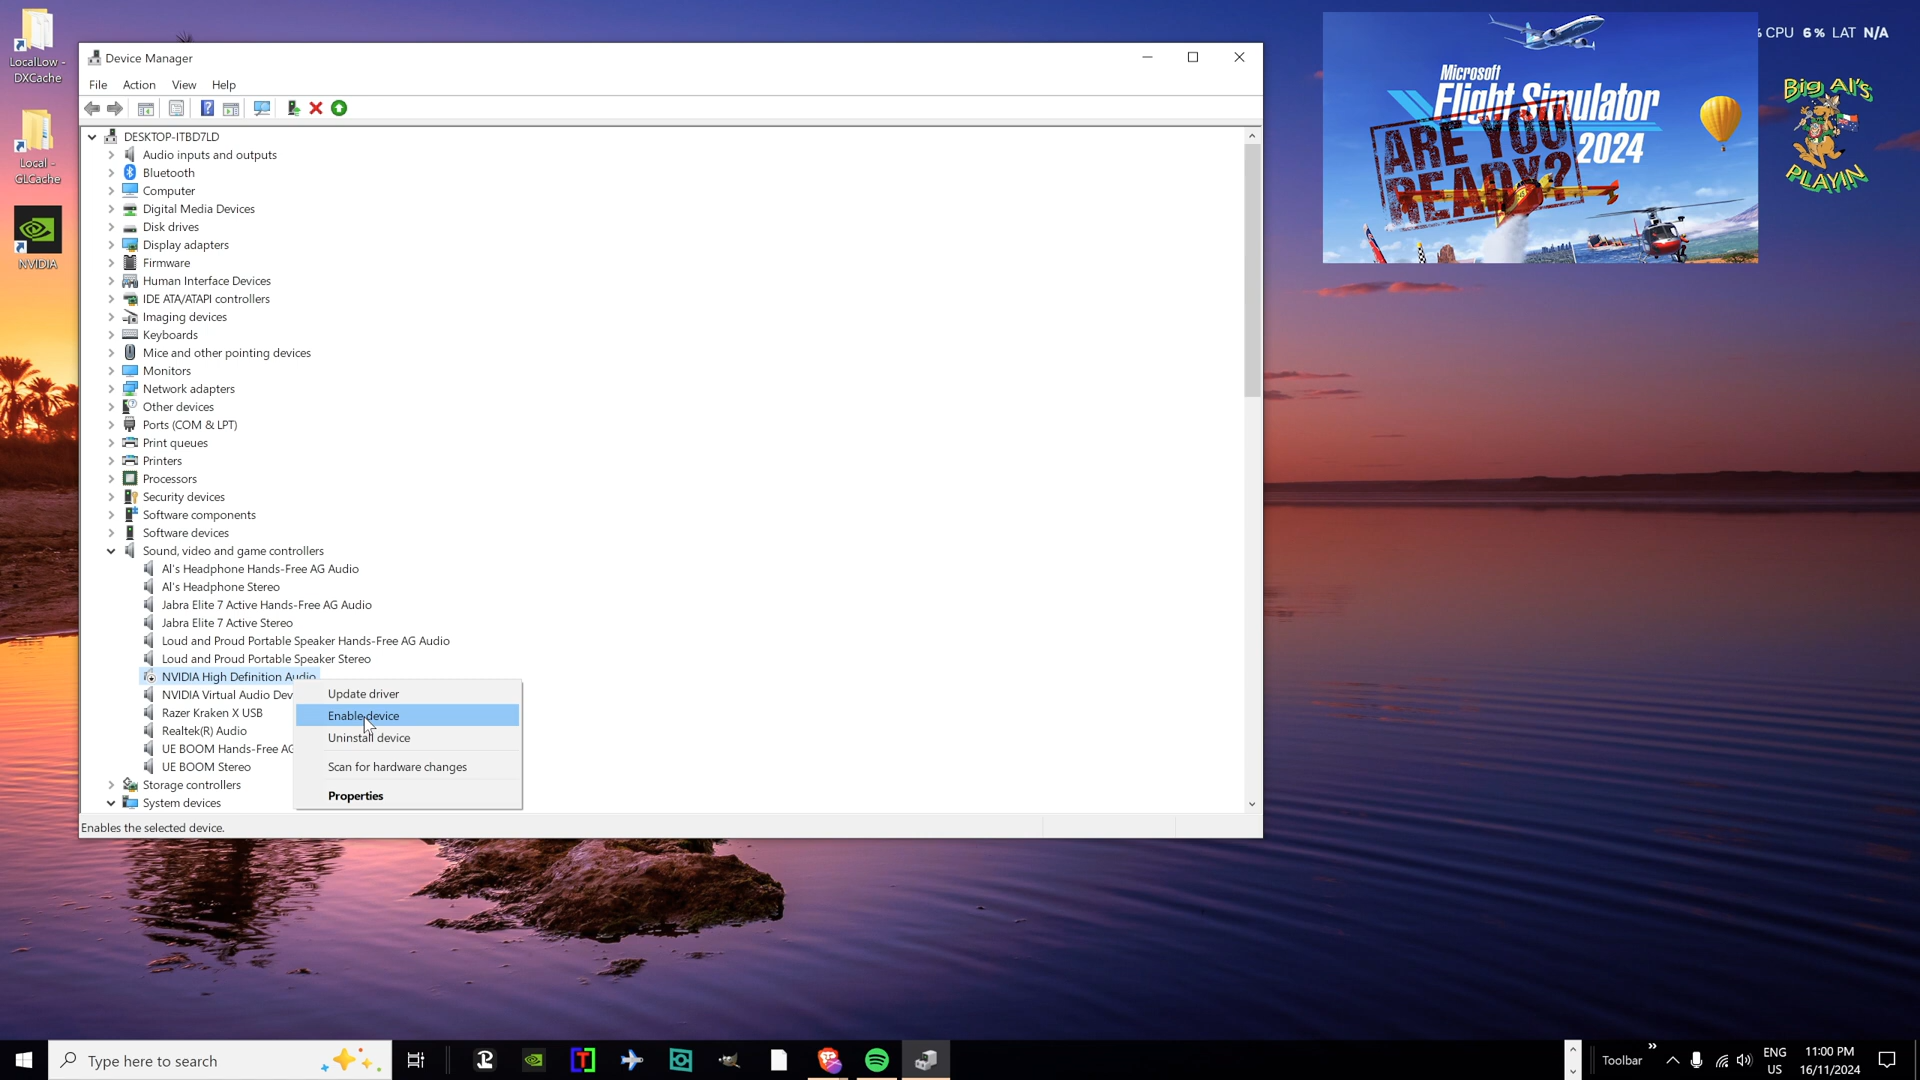 LocalLow -
DXCache
Local -
GLCache
NVIDIA
Device Manager
File Action View Help
DESKTOP-ITBD7LD
Audio inputs and outputs
Bluetooth
Computer
Digital Media Devices
Disk drives
Display adapters
Firmware
Human Interface Devices
IDE ATA/ATAPI controllers
Imaging devices
Keyboards
Mice and other pointing devices
Monitors
Network adapters
Other devices
Ports (COM & LPT)
Print queues
Printers
Processors
Security devices
Software components
Software devices
Sound, video and game controllers
Al's Headphone Hands-Free AG Audio
Al's Headphone Stereo
Jabra Elite 7 Active Hands-Free AG Audio
Jabra Elite 7 Active Stereo
Loud and Proud Portable Speaker Hands-Free AG Audio
Loud and Proud Portable Speaker Stereo
NVIDIA High Definition Audio
NVIDIA Virtual Audio Dev
Razer Kraken X USB
Realtek(R) Audio
UE BOOM Hands-Free AG
UE BOOM Stereo
Storage controllers
System devices
Update driver
Enable device
Uninstall device
Scan for hardware changes
Properties
Enables the selected device.
Microsoft
Flight Simulator
2024
ARE YOU
READY?
% CPU 6% LAT N/A
Big Al's
PLAYIN
Type here to search
Toolbar
ENG
US
11:00 PM
16/11/2024